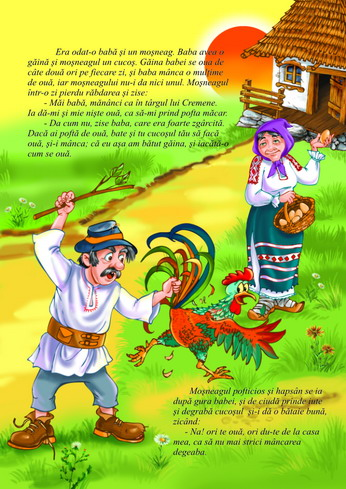 Era odat-o babă și un moșneag. Baba avea o
găină și moșneagul un cucoș. Găina babei se oua de
câte două ori pe fiecare zi, și baba mânca o mulțime
de ouă, iar moșneagului nu-i da nici unul. Moșneagul
într-o zi pierdu răbdarea și zise:
- Măi babă, mănânci ca în târgul lui Cremene.
Ia dă-mi și mie niște ouă, ca să-mi prind pofta măcar.
- Da cum nu, zise baba, care era foarte zgârcită.
Dacă ai poftă de ouă, bate și tu cucoșul tău să facă
ouă, și-i mânca; că eu așa am bătut găina, și iacătă-o
cum se ouă.
Moșneagul pofticios și hapsân se ia
după gura babei, și de ciudă prinde iute
și degrabă cucoșul și-i dă o bătaie bună,
zicând:
- Na! ori te ouă, ori du-te de la casa
mea, ca să nu mai strici mâncarea
degeaba.